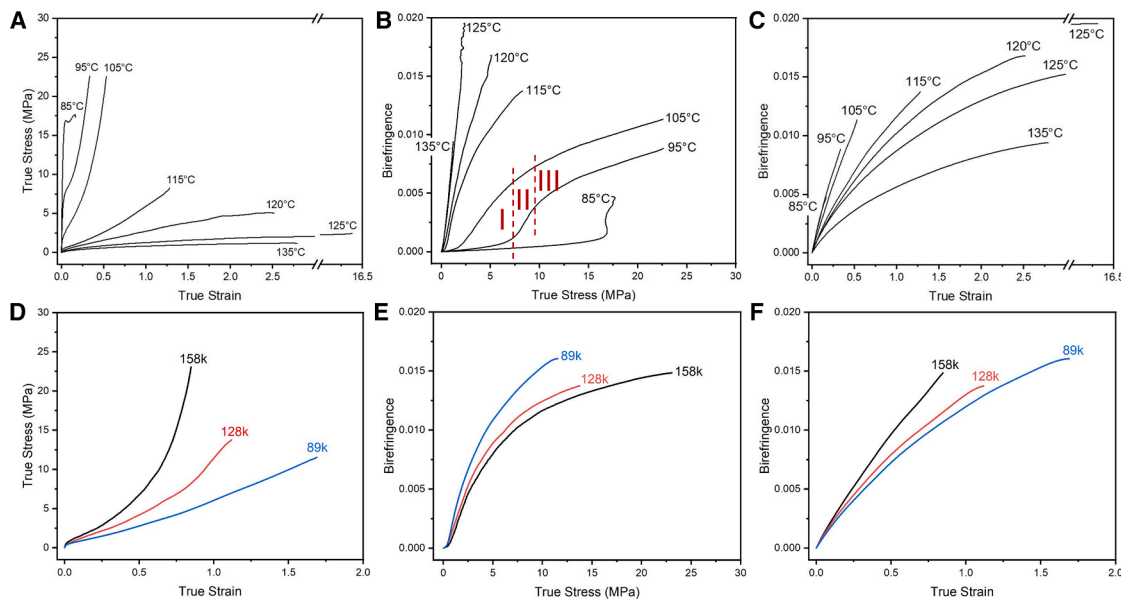 A
30
25
20
15
10
5
0
True Stress (MPa)
95°C
105°C
85°C
115°C
120°C
125°C
135°C
0.0
0.5
1.0
1.5
2.0
2.5
16.5
True Strain
B
0.020
0.015
0.010
0.005
0.000
Birefringence
125°C
120°C
115°C
105°C
135°C
95°C
85°C
I
II
III
0
5
10
15
20
25
30
True Stress (MPa)
C
0.020
0.015
0.010
0.005
0.000
Birefringence
125°C
120°C
115°C
125°C
105°C
95°C
135°C
85°C
0.0
0.5
1.0
1.5
2.0
2.5
16.5
True Strain
D
30
25
20
15
10
5
0
True Stress (MPa)
158k
128k
89k
0.0
0.5
1.0
1.5
2.0
True Strain
E
0.020
0.015
0.010
0.005
0.000
Birefringence
89k
128k
158k
0
5
10
15
20
25
30
True Stress (MPa)
F
0.020
0.015
0.010
0.005
0.000
Birefringence
158k
89k
128k
0.0
0.5
1.0
1.5
2.0
True Strain